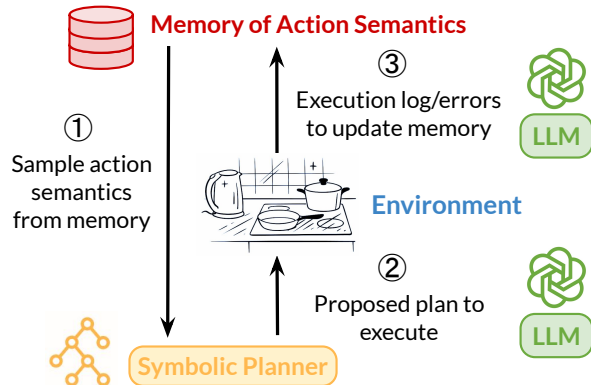 Memory of Action Semantics
③
Execution log/errors
to update memory
LLM
①
Sample action
semantics
from memory
Environment
②
Proposed plan to
execute
LLM
Symbolic Planner